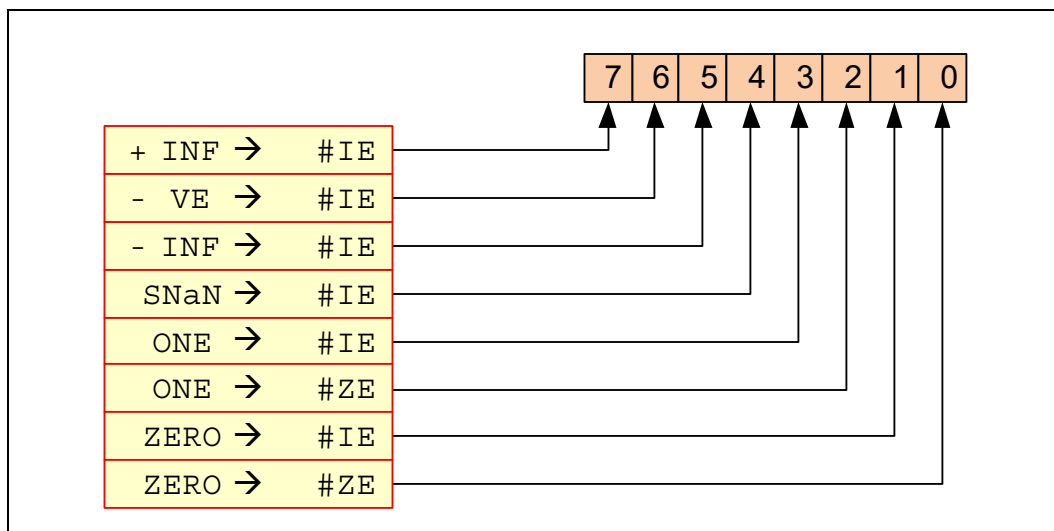 7 6 5 4 3 2 1 0
+ INF → #IE
- VE → #IE
- INF → #IE
SNaN → #IE
ONE → #IE
ONE → #ZE
ZERO → #IE
ZERO → #ZE